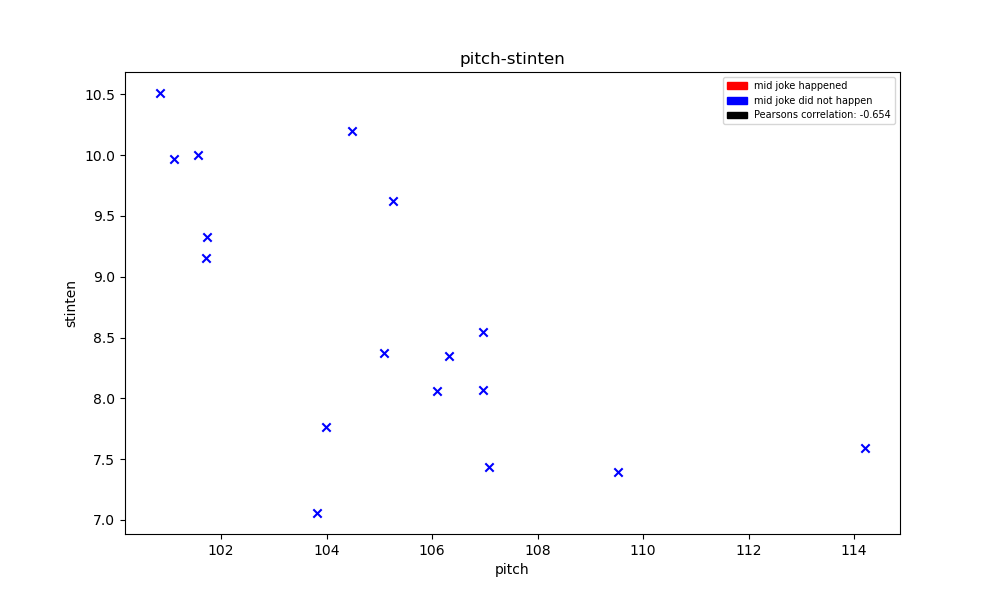 pitch-stinten
mid joke happened
mid joke did not happen
Pearsons correlation: -0.654
10.5
10.0
9.5
9.0
8.5
8.0
7.5
7.0
stinten
102 104 106 108 110 112 114
pitch